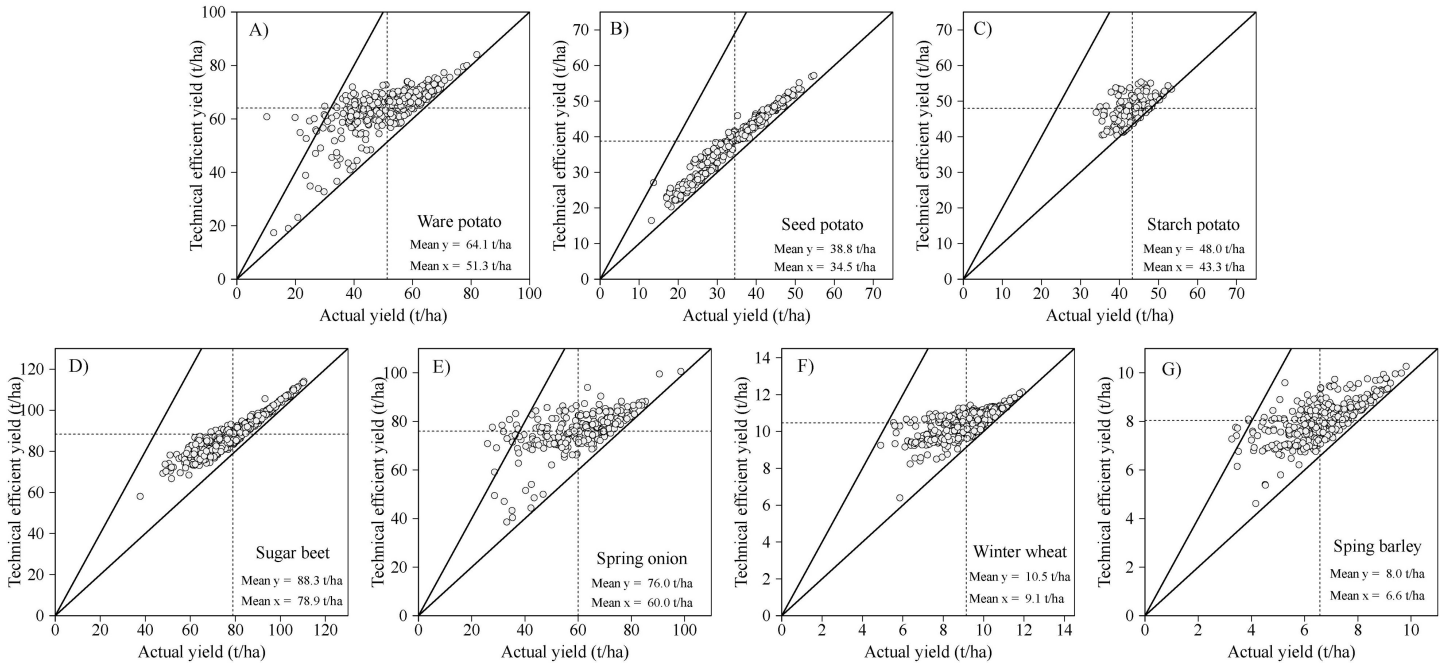 A)
Technical efficient yield (t/ha)
100
80
60
40
20
0
Ware potato
Mean y = 64.1 t/ha
Mean x = 51.3 t/ha
0 20 40 60 80 100
Actual yield (t/ha)
B)
Technical efficient yield (t/ha)
70
60
50
40
30
20
10
0
Seed potato
Mean y = 38.8 t/ha
Mean x = 34.5 t/ha
0 10 20 30 40 50 60 70
Actual yield (t/ha)
C)
Technical efficient yield (t/ha)
70
60
50
40
30
20
10
0
Starch potato
Mean y = 48.0 t/ha
Mean x = 43.3 t/ha
0 10 20 30 40 50 60 70
Actual yield (t/ha)
D)
Technical efficient yield (t/ha)
120
100
80
60
40
20
0
Sugar beet
Mean y = 88.3 t/ha
Mean x = 78.9 t/ha
0 20 40 60 80 100 120
Actual yield (t/ha)
E)
Technical efficient yield (t/ha)
100
80
60
40
20
0
Spring onion
Mean y = 76.0 t/ha
Mean x = 60.0 t/ha
0 20 40 60 80 100
Actual yield (t/ha)
F)
Technical efficient yield (t/ha)
14
12
10
8
6
4
2
0
Winter wheat
Mean y = 10.5 t/ha
Mean x = 9.1 t/ha
0 2 4 6 8 10 12 14
Actual yield (t/ha)
G)
Technical efficient yield (t/ha)
10
8
6
4
2
0
Sping barley
Mean y = 8.0 t/ha
Mean x = 6.6 t/ha
0 2 4 6 8 10
Actual yield (t/ha)